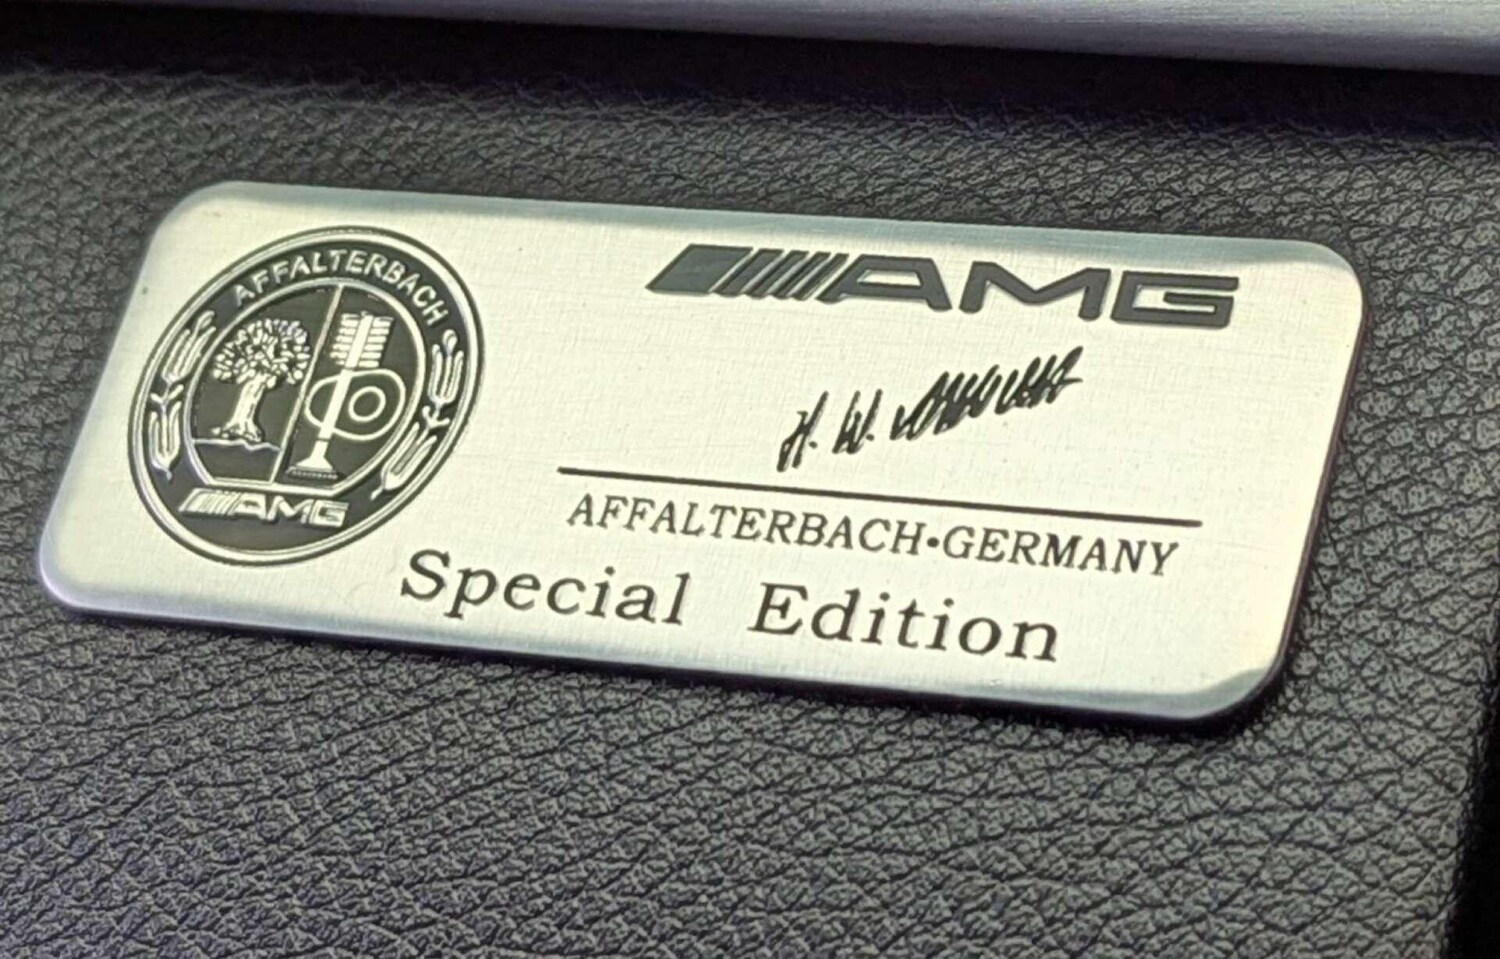 AFFALTERBACH
AMG
AMG
AFFALTERBACH•GERMANY
Special Edition